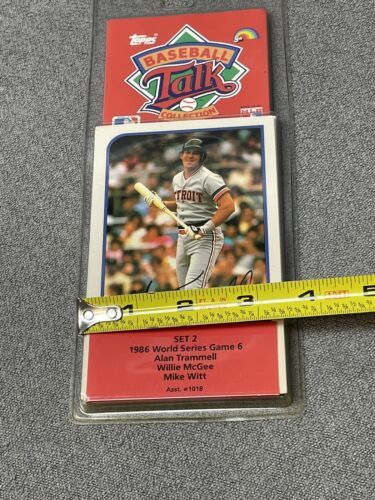 Topps
BASEBALL
Talk
COLLECTION
DETROIT
1 2 3 4 5
SET 2
1986 World Series Game 6
Alan Trammell
Willie McGee
Mike Witt
Asst. #1018